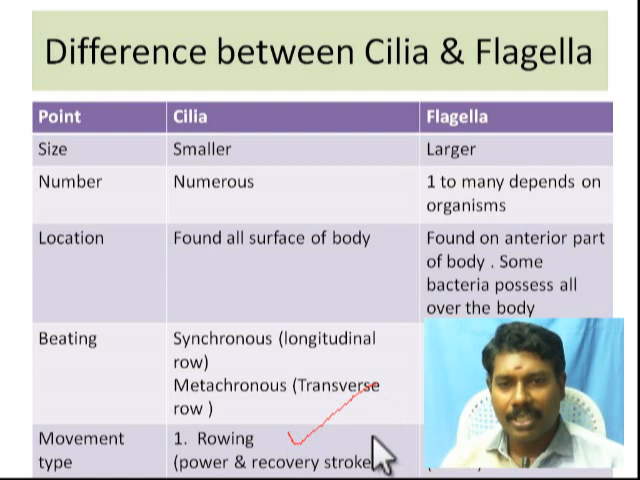 Difference between Cilia & Flagella
Point Cilia Flagella
Size Smaller Larger
Number Numerous 1 to many depends on
organisms
Location Found all surface of body Found on anterior part
of body . Some
bacteria possess all
over the body
Beating Synchronous (longitudinal
row)
Metachronous (Transverse
row )
Movement
type
1. Rowing
(power & recovery stroke